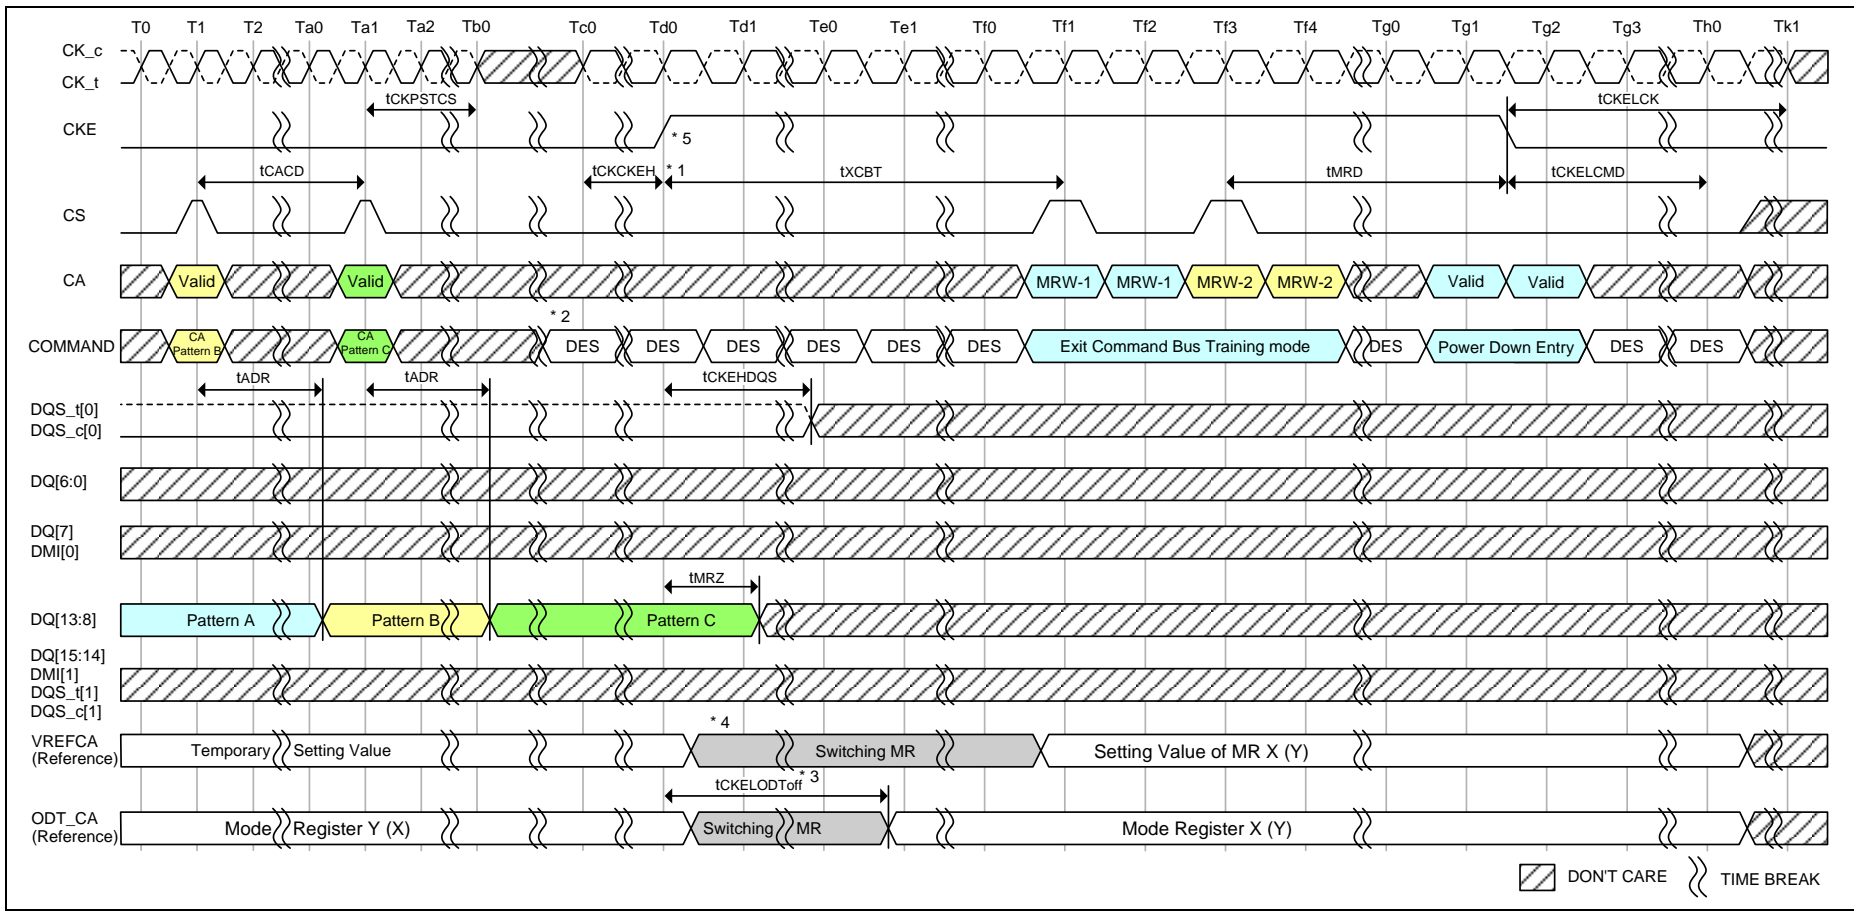 T0 T1 T2 Ta0 Ta1 Ta2 Tb0 Tc0 Td0 Td1 Te0 Te1 Tf0 Tf1 Tf2 Tf3 Tf4 Tg0 Tg1 Tg2 Tg3 Th0 Tk1
CK_c
CK_t
tCKPSTCS tCKELCK
CKE
* 5
tCACD tCKCKEH * 1 tXCBT tMRD tCKELCMD
CS
CA Valid Valid MRW-1 MRW-1 MRW-2 MRW-2 Valid Valid
* 2
COMMAND CA Pattern B CA Pattern C DES DES DES DES DES DES Exit Command Bus Training mode DES Power Down Entry DES DES
tADR tADR tCKEHDQS
DQS_t[0]
DQS_c[0]
DQ[6:0]
DQ[7]
DMI[0]
tMRZ
DQ[13:8] Pattern A Pattern B Pattern C
DQ[15:14]
DMI[1]
DQS_t[1]
DQS_c[1]
* 4
VREFCA
(Reference)
Temporary Setting Value Switching MR Setting Value of MR X (Y)
tCKELODToff * 3
ODT_CA
(Reference)
Mode Register Y (X) Switching MR Mode Register X (Y)
DON'T CARE TIME BREAK